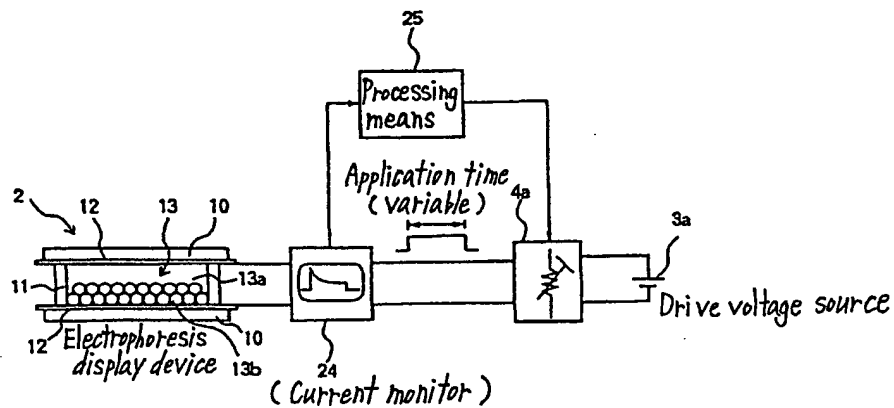 25
Processing
means
Application time
(variable)
4a
3a
2
12
13
10
11
13a
Drive voltage source
12
10
Electrophoresis
display device
13b
24
(Current monitor)